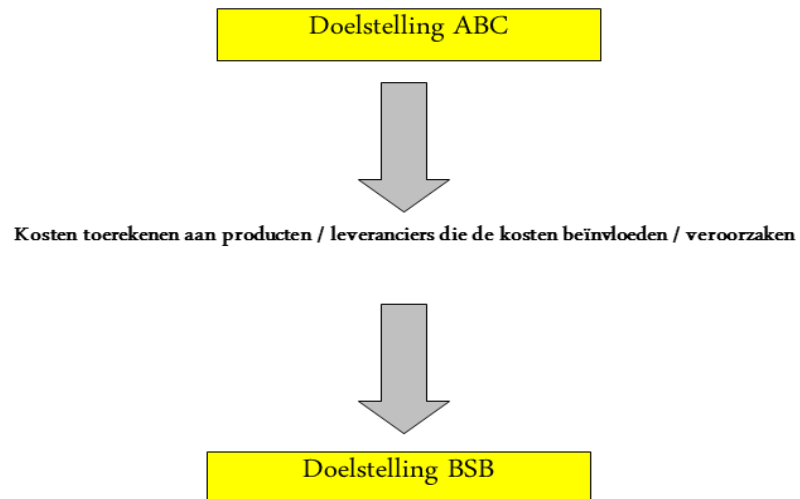 Doelstelling ABC
Kosten toerekenen aan producten / leveranciers die de kosten beïnvloeden / veroorzaken
Doelstelling BSB